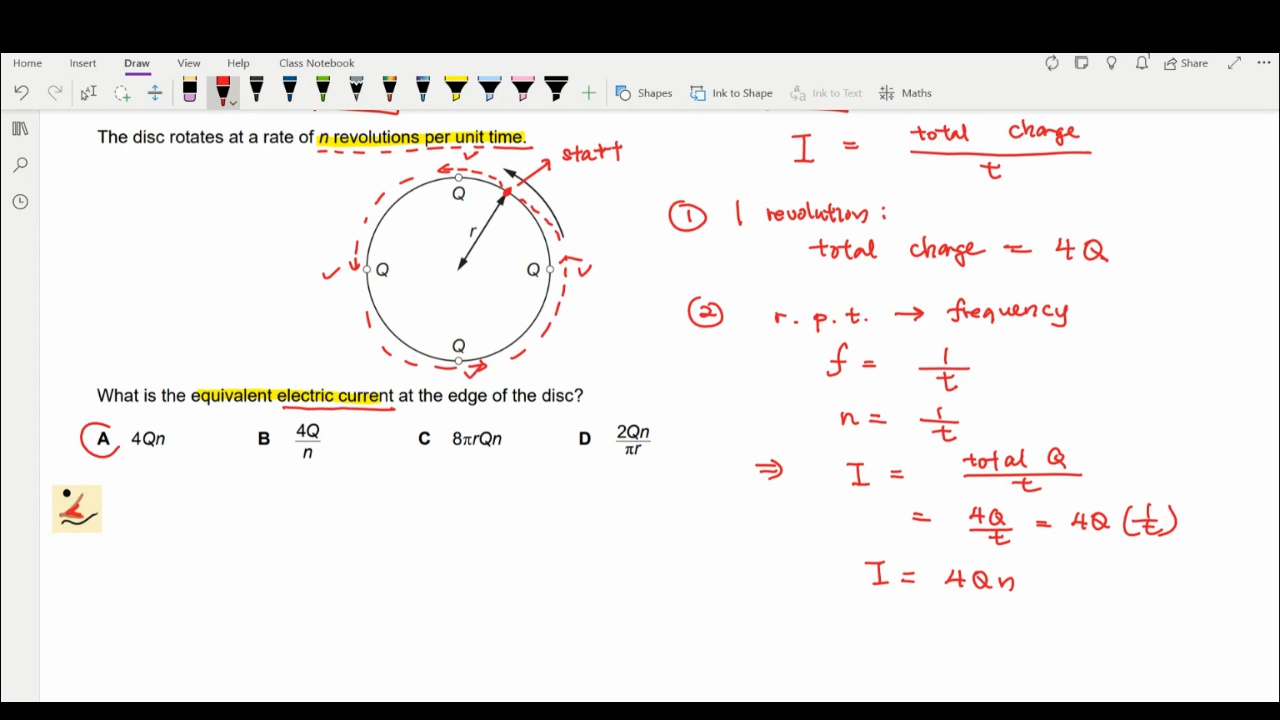 Home Insert Draw View Help Class Notebook Share
Shapes Ink to Shape Ink to Text Maths
The disc rotates at a rate of n revolutions per unit time.
start
Q
r
Q Q
Q
What is the equivalent electric current at the edge of the disc?
A 4Qn B 4Q/n C 8πrQn D 2Qn/πr
I = total charge / t
① 1 revolution:
total charge = 4Q
② r. p. t. → frequency
f = 1/t
n = 1/t
⇒ I = total Q / t
= 4Q/t = 4Q (1/t)
I = 4Qn